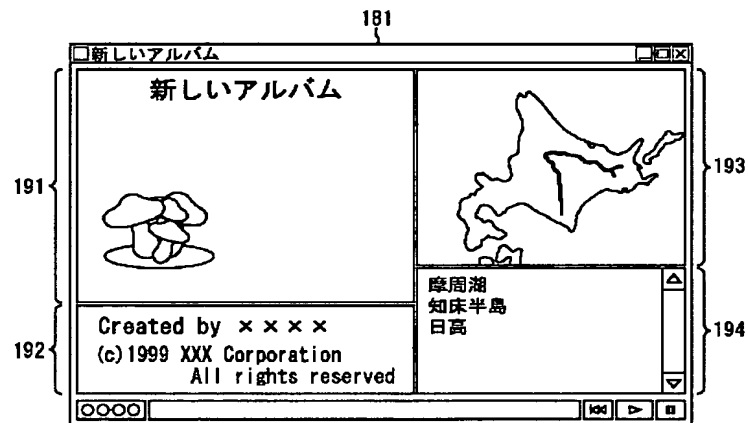 181
新しいアルバム
新しいアルバム
191
193
摩周湖
知床半島
日高
194
192
Created by ××××
(c)1999 XXX Corporation
All rights reserved
○○○○